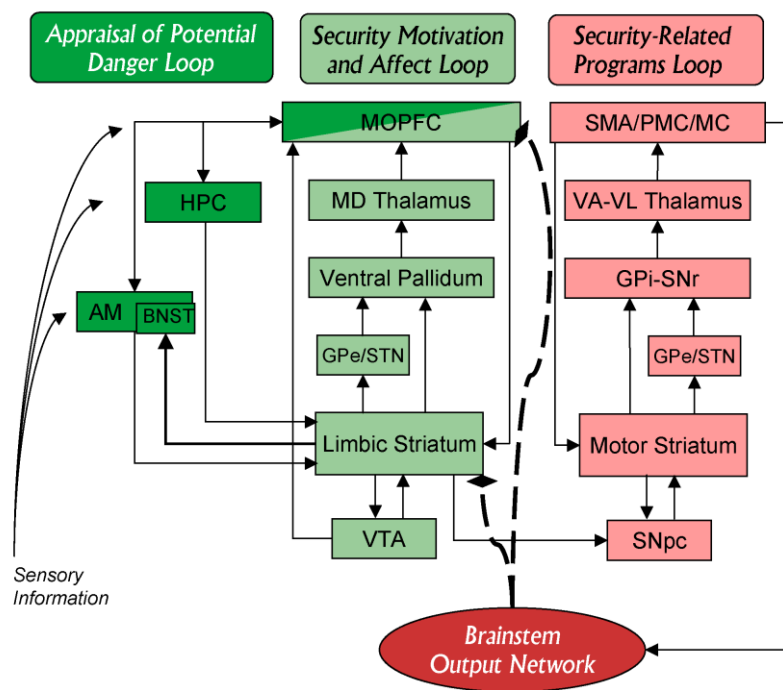 Appraisal of Potential
Danger Loop
Security Motivation
and Affect Loop
Security-Related
Programs Loop
MOPFC
SMA/PMC/MC
HPC
MD Thalamus
VA-VL Thalamus
Ventral Pallidum
GPi-SNr
AM
BNST
GPe/STN
GPe/STN
Limbic Striatum
Motor Striatum
VTA
SNpc
Sensory
Information
Brainstem
Output Network